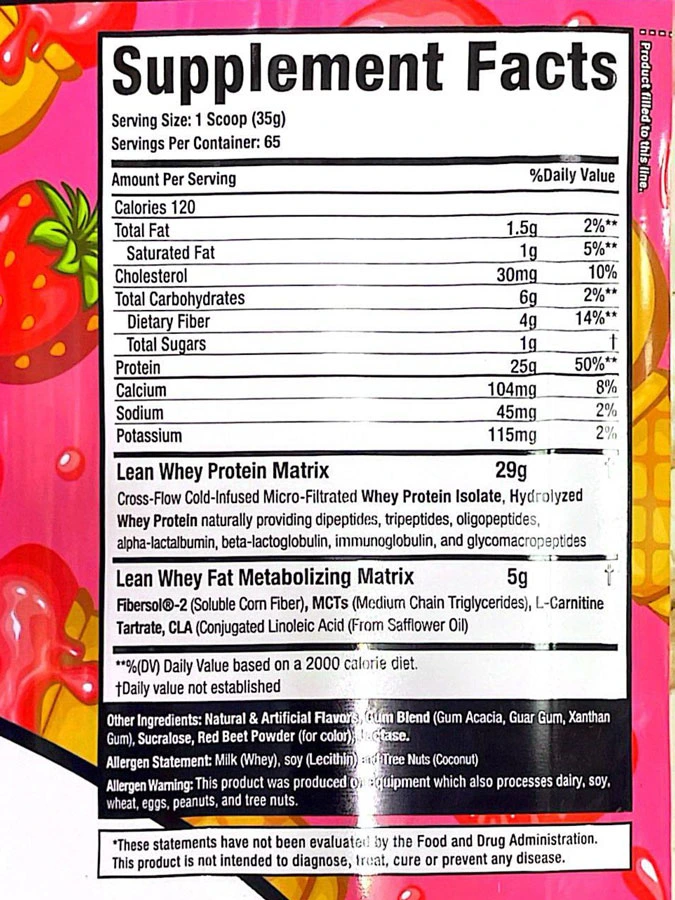 Supplement Facts
Product filled to this line.
Serving Size: 1 Scoop (35g)
Servings Per Container: 65
Amount Per Serving %Daily Value
Calories 120
Total Fat 1.5g 2%**
Saturated Fat 1g 5%**
Cholesterol 30mg 10%
Total Carbohydrates 6g 2%**
Dietary Fiber 4g 14%**
Total Sugars 1g †
Protein 25g 50%**
Calcium 104mg 8%
Sodium 45mg 2%
Potassium 115mg 2%
Lean Whey Protein Matrix 29g †
Cross-Flow Cold-Infused Micro-Filtrated Whey Protein Isolate, Hydrolyzed
Whey Protein naturally providing dipeptides, tripeptides, oligopeptides,
alpha-lactalbumin, beta-lactoglobulin, immunoglobulin, and glycomacropeptides
Lean Whey Fat Metabolizing Matrix 5g †
Fibersol®-2 (Soluble Corn Fiber), MCTs (Medium Chain Triglycerides), L-Carnitine
Tartrate, CLA (Conjugated Linoleic Acid (From Safflower Oil)
**%(DV) Daily Value based on a 2000 calorie diet.
†Daily value not established
Other Ingredients: Natural & Artificial Flavors, Gum Blend (Gum Acacia, Guar Gum, Xanthan
Gum), Sucralose, Red Beet Powder (for color),
Allergen Statement: Milk (Whey), soy (Lecithin) and Tree Nuts (Coconut)
Allergen Warning: This product was produced on equipment which also processes dairy, soy,
wheat, eggs, peanuts, and tree nuts.
*These statements have not been evaluated by the Food and Drug Administration.
This product is not intended to diagnose, treat, cure or prevent any disease.